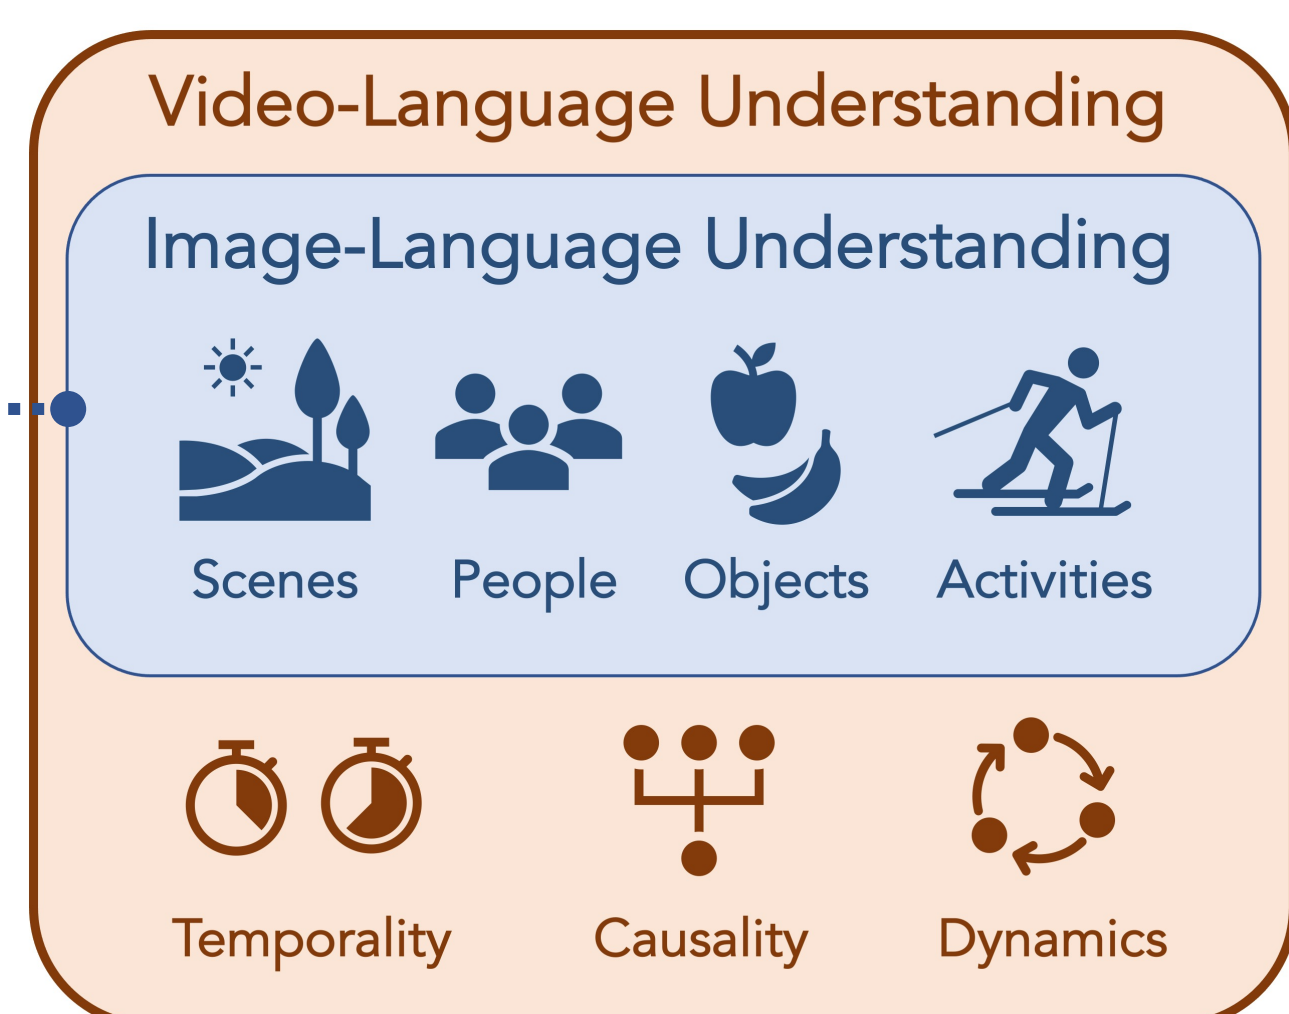 Video-Language Understanding
Image-Language Understanding
Scenes People Objects Activities
Temporality Causality Dynamics